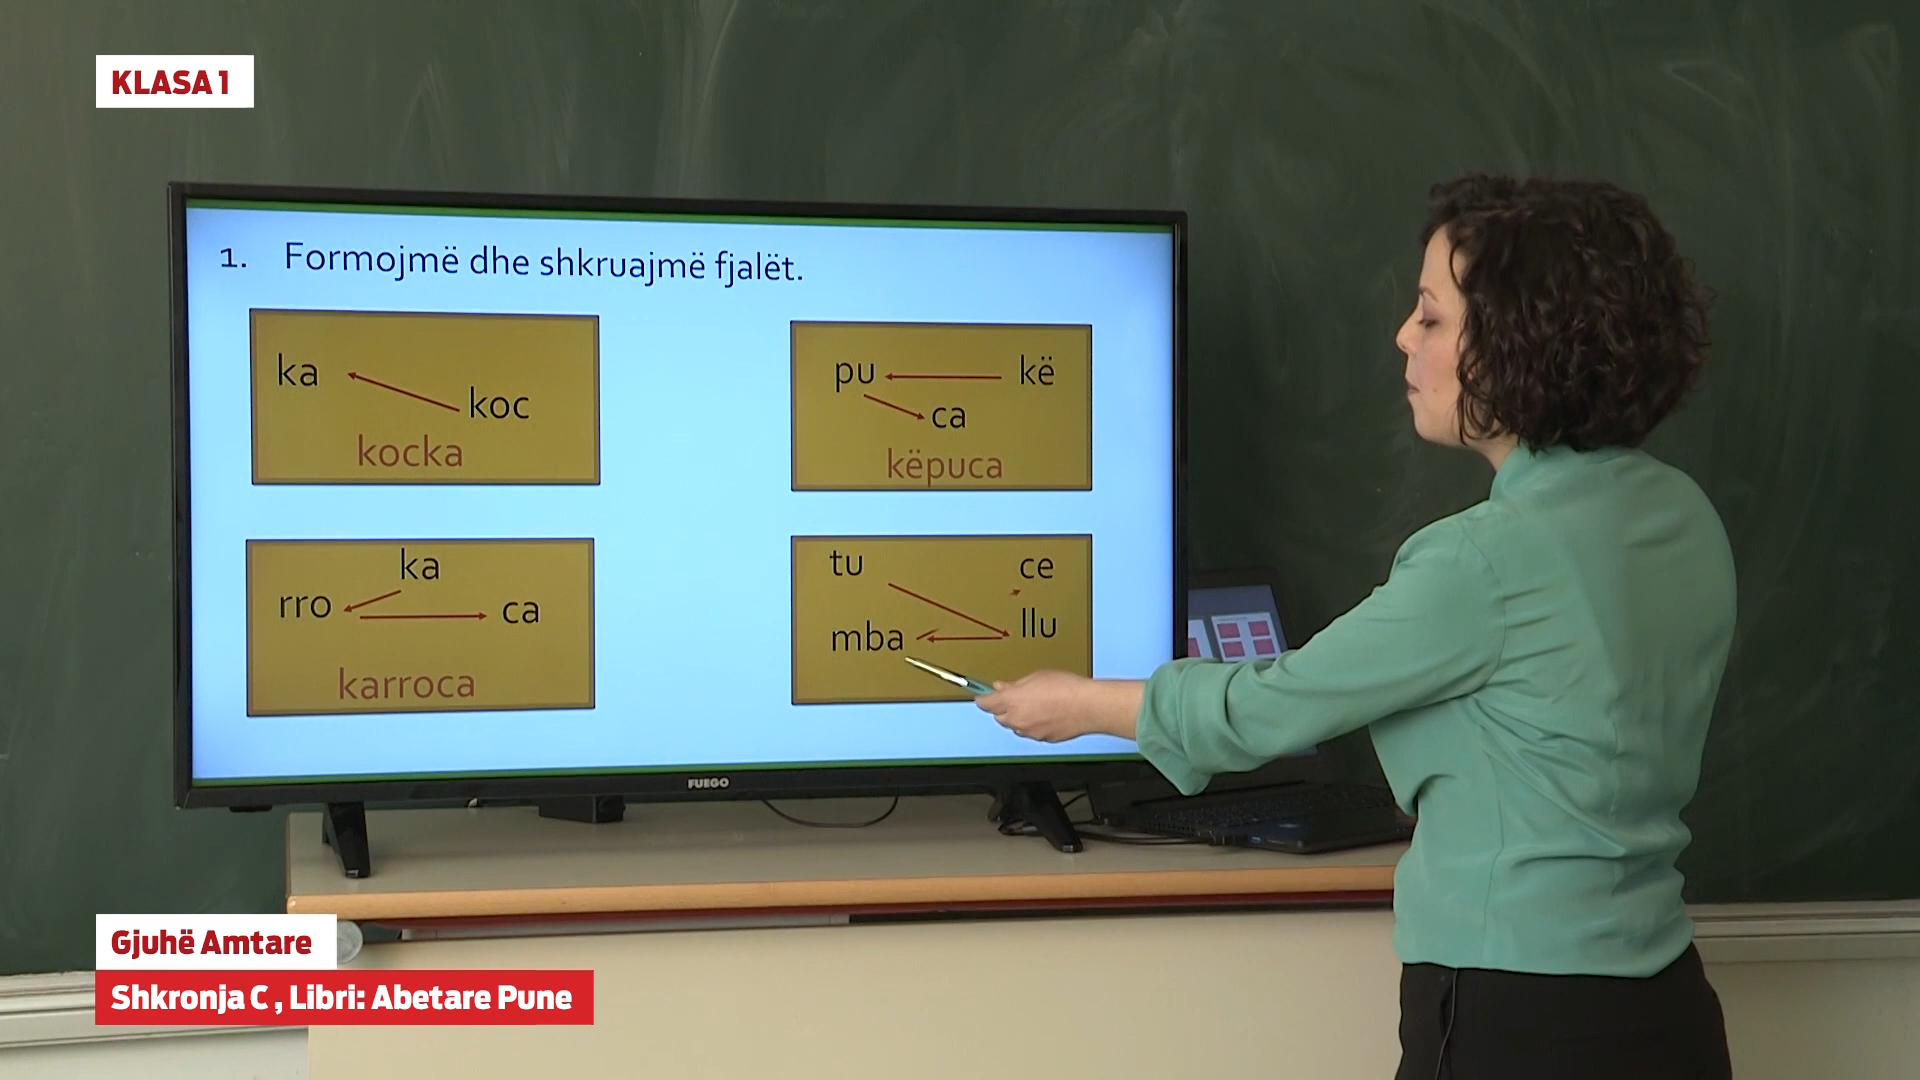 KLASA 1
1. Formojmë dhe shkruajmë fjalët.
ka
koc
kocka
pu kë
ca
këpuca
ka
rro ca
karroca
tu ce
mba llu
FUEGO
Gjuhë Amtare
Shkronja C , Libri: Abetare Pune